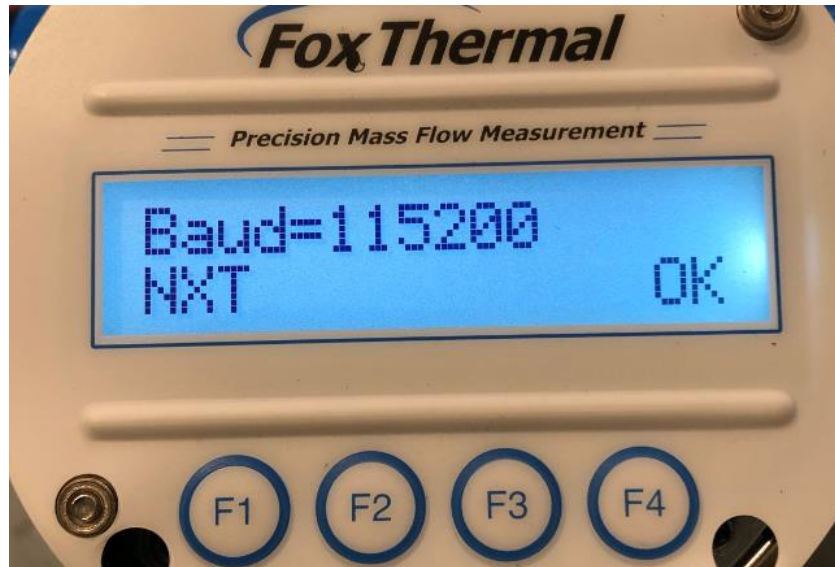 Fox Thermal
Precision Mass Flow Measurement
Baud=115200
NXT OK
F1 F2 F3 F4